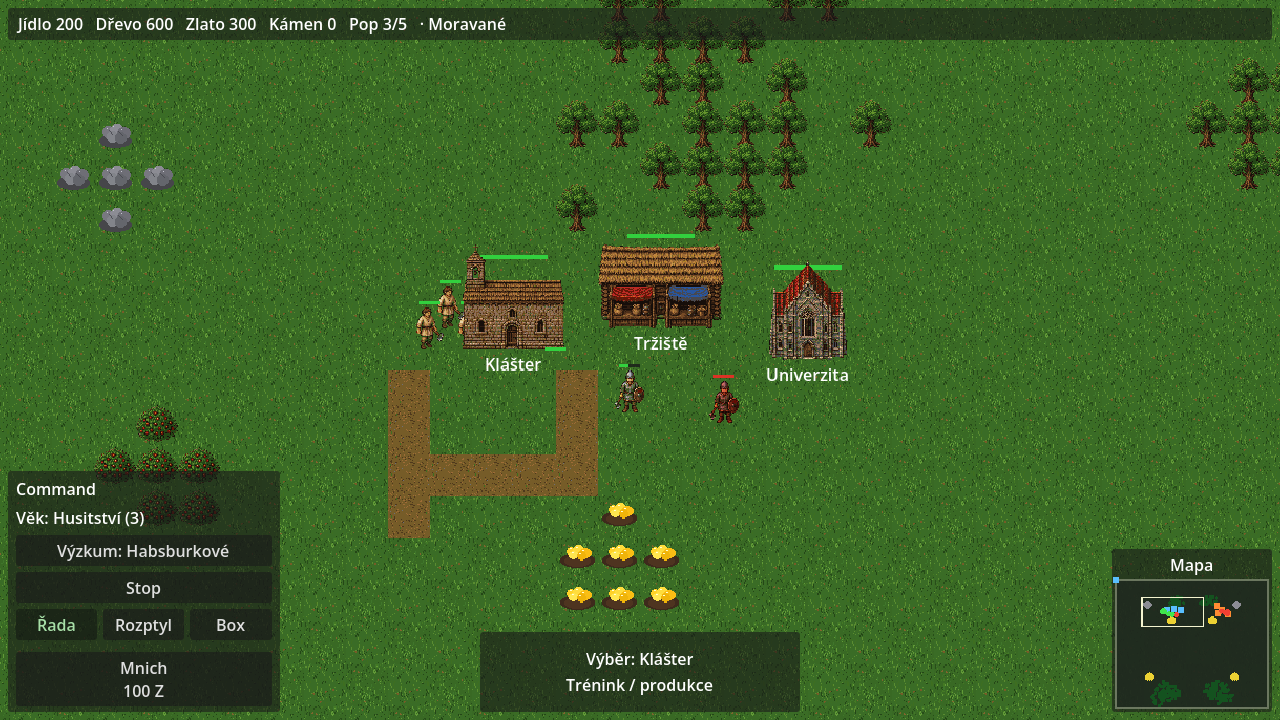 Jídlo 200 Dřevo 600 Zlato 300 Kámen 0 Pop 3/5 · Moravané
Klášter
Tržiště
Univerzita
Command
Věk: Husitství (3)
Výzkum: Habsburkové
Stop
Řada Rozptyl Box
Mnich
100 Z
Výběr: Klášter
Trénink / produkce
Mapa